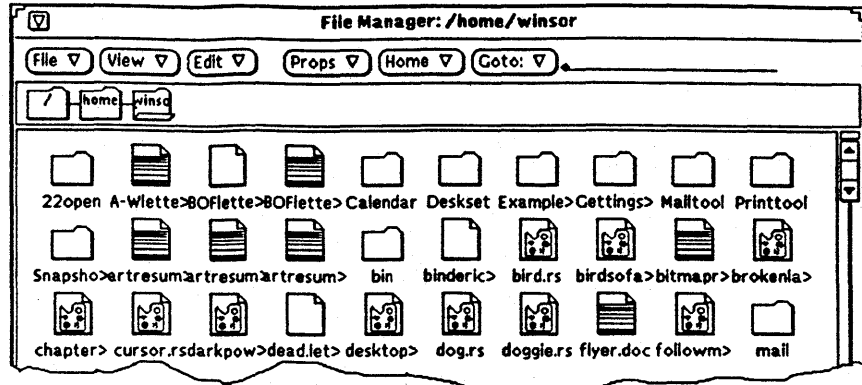 File Manager: /home/winsor
File View Edit Props Home Goto:
/ home winso
22open A-Wlette> BOFlette> BOFlette> Calendar Deskset Example> Gettings> Mailtool Printtool
Snapsho> artresum> artresum> artresum> bin binderic> bird.rs birdsofa> bitmapr> brokenla>
chapter> cursor.rs darkpow> dead.let> desktop> dog.rs doggie.rs flyer.doc followm> mail